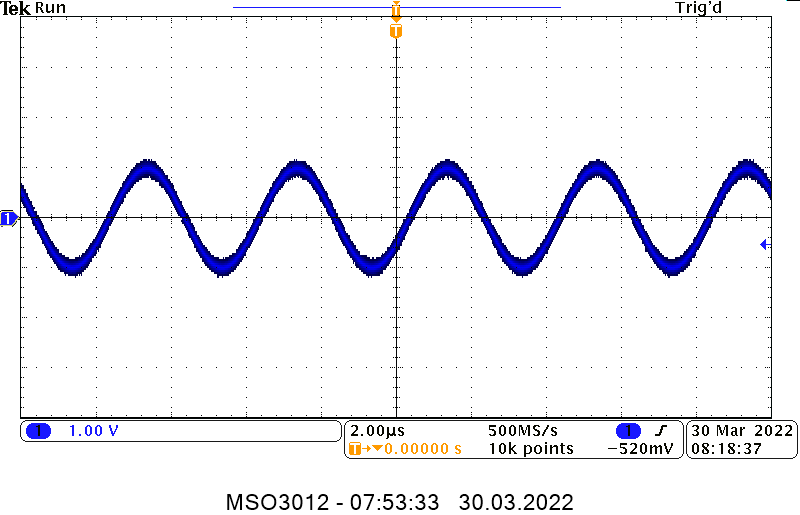 Tek Run Trig'd
T
T
1
1 1.00 V
2.00µs 500MS/s 1 30 Mar 2022
T→▼0.00000 s 10k points −520mV 08:18:37
MSO3012 - 07:53:33 30.03.2022